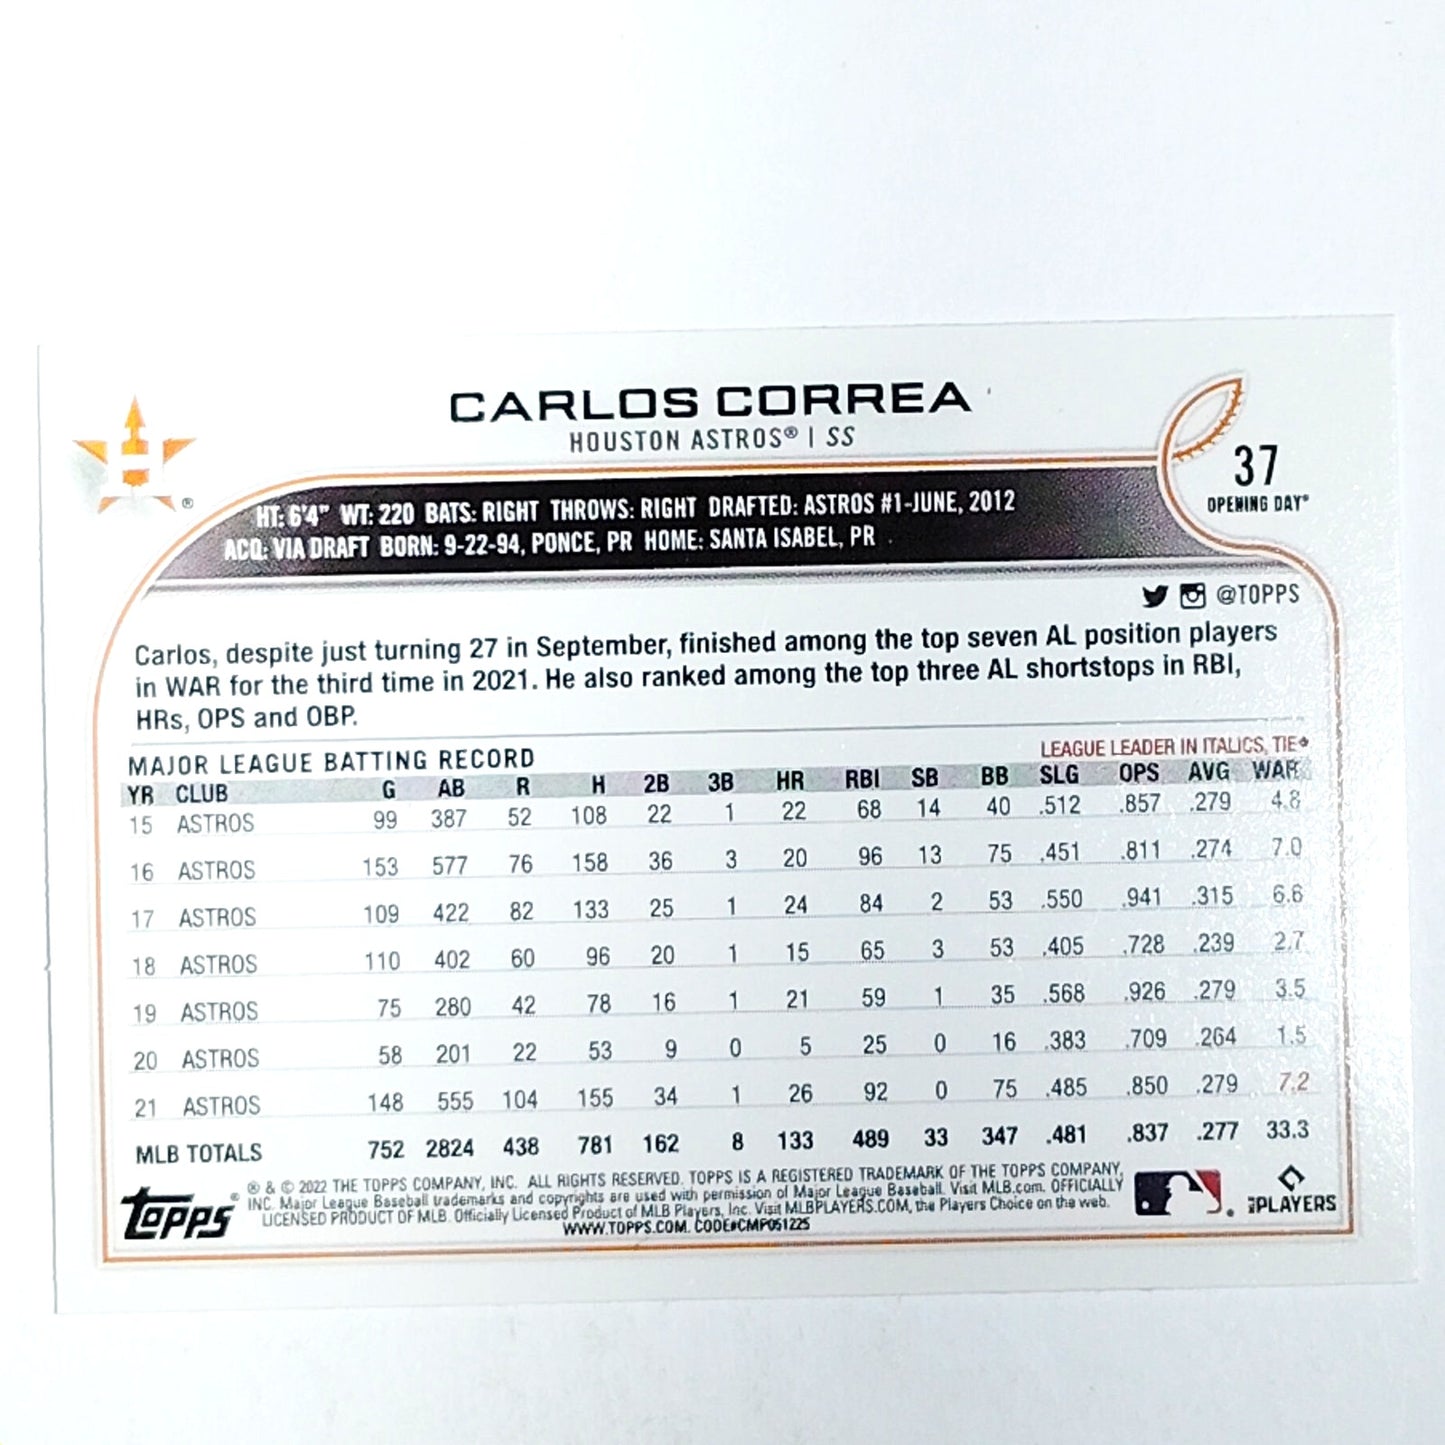 CARLOS CORREA
HOUSTON ASTROS® | SS
37
OPENING DAY®
®
HT: 6'4" WT: 220 BATS: RIGHT THROWS: RIGHT DRAFTED: ASTROS #1-JUNE, 2012
ACQ: VIA DRAFT BORN: 9-22-94, PONCE, PR HOME: SANTA ISABEL, PR
@TOPPS
Carlos, despite just turning 27 in September, finished among the top seven AL position players
in WAR for the third time in 2021. He also ranked among the top three AL shortstops in RBI,
HRs, OPS and OBP.
MAJOR LEAGUE BATTING RECORD LEAGUE LEADER IN ITALICS, TIE♦
YR CLUB G AB R H 2B 3B HR RBI SB BB SLG OPS AVG WAR
15 ASTROS 99 387 52 108 22 1 22 68 14 40 .512 .857 .279 4.8
16 ASTROS 153 577 76 158 36 3 20 96 13 75 .451 .811 .274 7.0
17 ASTROS 109 422 82 133 25 1 24 84 2 53 .550 .941 .315 6.6
18 ASTROS 110 402 60 96 20 1 15 65 3 53 .405 .728 .239 2.7
19 ASTROS 75 280 42 78 16 1 21 59 1 35 .568 .926 .279 3.5
20 ASTROS 58 201 22 53 9 0 5 25 0 16 .383 .709 .264 1.5
21 ASTROS 148 555 104 155 34 1 26 92 0 75 .485 .850 .279 7.2
MLB TOTALS 752 2824 438 781 162 8 133 489 33 347 .481 .837 .277 33.3
Topps®
® & © 2022 THE TOPPS COMPANY, INC. ALL RIGHTS RESERVED. TOPPS IS A REGISTERED TRADEMARK OF THE TOPPS COMPANY,
INC. Major League Baseball trademarks and copyrights are used with permission of Major League Baseball. Visit MLB.com. OFFICIALLY
LICENSED PRODUCT OF MLB. Officially Licensed Product of MLB Players, Inc. Visit MLBPLAYERS.COM, the Players Choice on the web.
WWW.TOPPS.COM. CODE#CMP051225
MLB PLAYERS